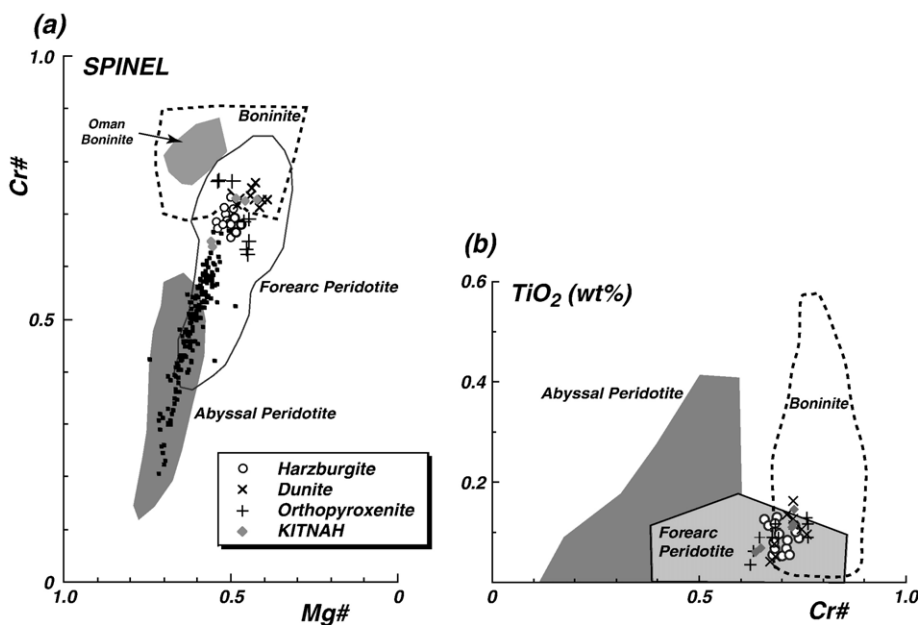 (a)
1.0
SPINEL
Oman
Boninite
Boninite
Cr#
0.5
Forearc Peridotite
Abyssal Peridotite
Harzburgite
Dunite
Orthopyroxenite
KITNAH
0
1.0
0.5
0
Mg#
(b)
0.6
TiO2 (wt%)
Abyssal Peridotite
Boninite
0.4
0.2
Forearc
Peridotite
0
0.5
1.0
Cr#